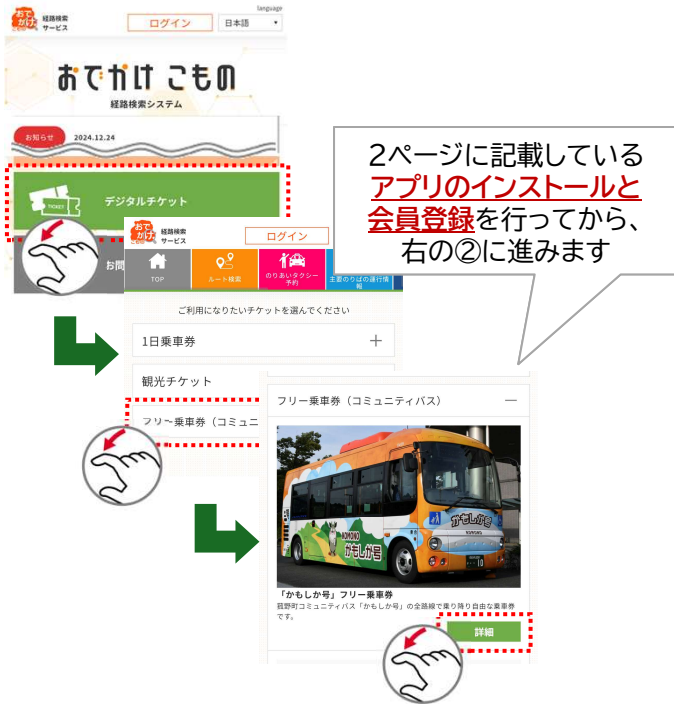 language
おで
かけ
こもの
経路検索
サービス
ログイン
日本語
おでかけ こもの
経路検索システム
お知らせ 2024.12.24
TICKET
デジタルチケット
お問
2ページに記載している
アプリのインストールと
会員登録を行ってから、
右の②に進みます
おで
かけ
経路検索
サービス
ログイン
TOP
ルート検索
のりあいタクシー
予約
主要のりばの運行情
報
ご利用になりたいチケットを選んでください
1日乗車券 +
観光チケット
フリー乗車券（コミュニ
フリー乗車券（コミュニティバス） —
かもしか号
KOMONO
かもしか号
10
「かもしか号」フリー乗車券
菰野町コミュニティバス「かもしか号」の全路線で乗り降り自由な乗車券
です。
詳細